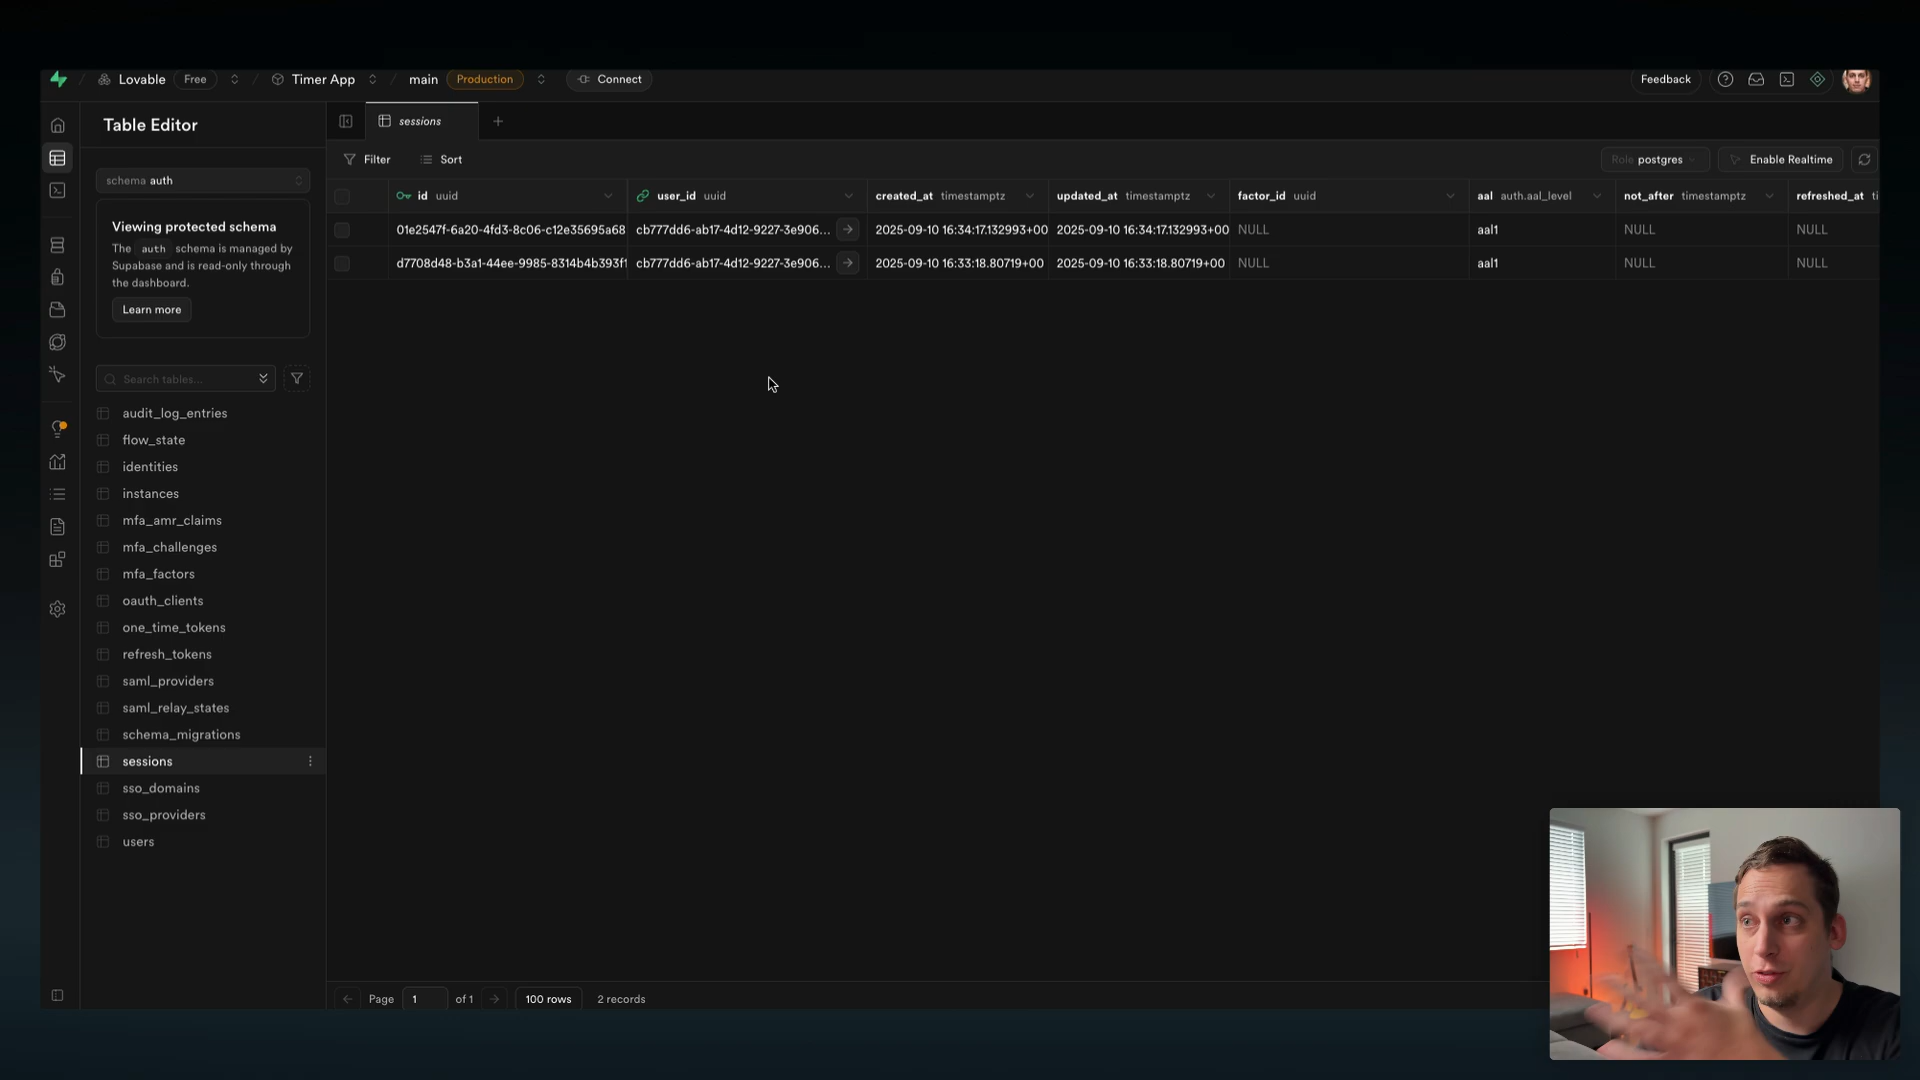 Lovable Free Timer App main Production Connect Feedback
Table Editor
sessions
Filter Sort Role postgres Enable Realtime
schema auth
Viewing protected schema
The auth schema is managed by
Supabase and is read-only through
the dashboard.
Learn more
Search tables...
audit_log_entries
flow_state
identities
instances
mfa_amr_claims
mfa_challenges
mfa_factors
oauth_clients
one_time_tokens
refresh_tokens
saml_providers
saml_relay_states
schema_migrations
sessions
sso_domains
sso_providers
users
id uuid user_id uuid created_at timestamptz updated_at timestamptz factor_id uuid aal auth.aal_level not_after timestamptz refreshed_at ti
01e2547f-6a20-4fd3-8c06-c12e35695a68 cb777dd6-ab17-4d12-9227-3e906... 2025-09-10 16:34:17.132993+00 2025-09-10 16:34:17.132993+00 NULL aal1 NULL NULL
d7708d48-b3a1-44ee-9985-8314b4b393f1 cb777dd6-ab17-4d12-9227-3e906... 2025-09-10 16:33:18.80719+00 2025-09-10 16:33:18.80719+00 NULL aal1 NULL NULL
Page 1 of 1 100 rows 2 records